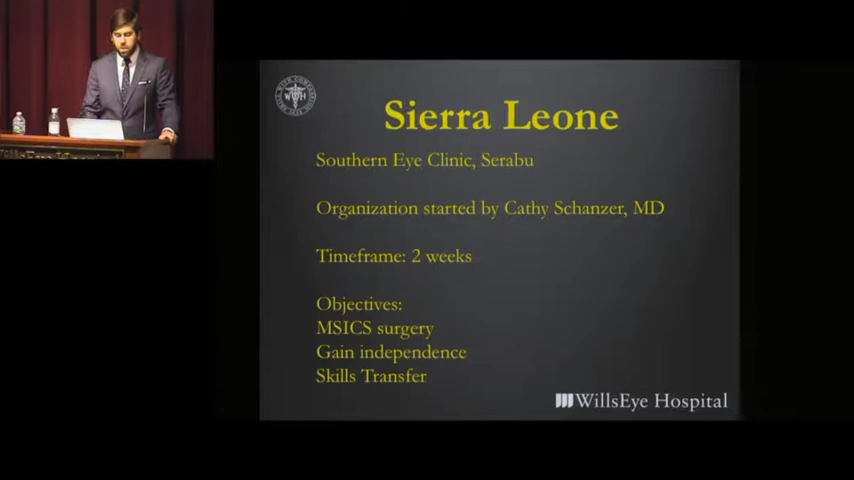 Sierra Leone
Southern Eye Clinic, Serabu
Organization started by Cathy Schanzer, MD
Timeframe: 2 weeks
Objectives:
MSICS surgery
Gain independence
Skills Transfer
WillsEye Hospital